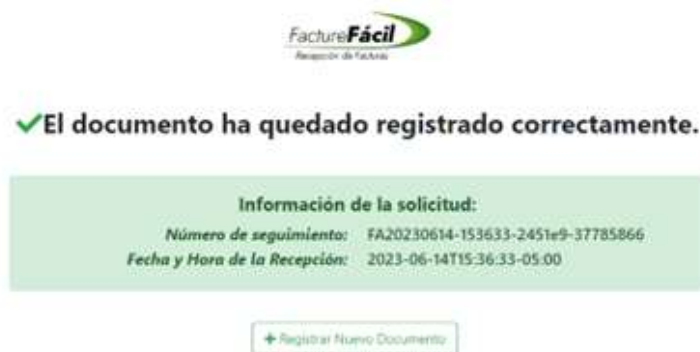 FactureFácil
Recepción de Facturas
El documento ha quedado registrado correctamente.
Información de la solicitud:
Número de seguimiento: FA20230614-153633-2451e9-37785866
Fecha y Hora de la Recepción: 2023-06-14T15:36:33-05:00
+ Registrar Nuevo Documento